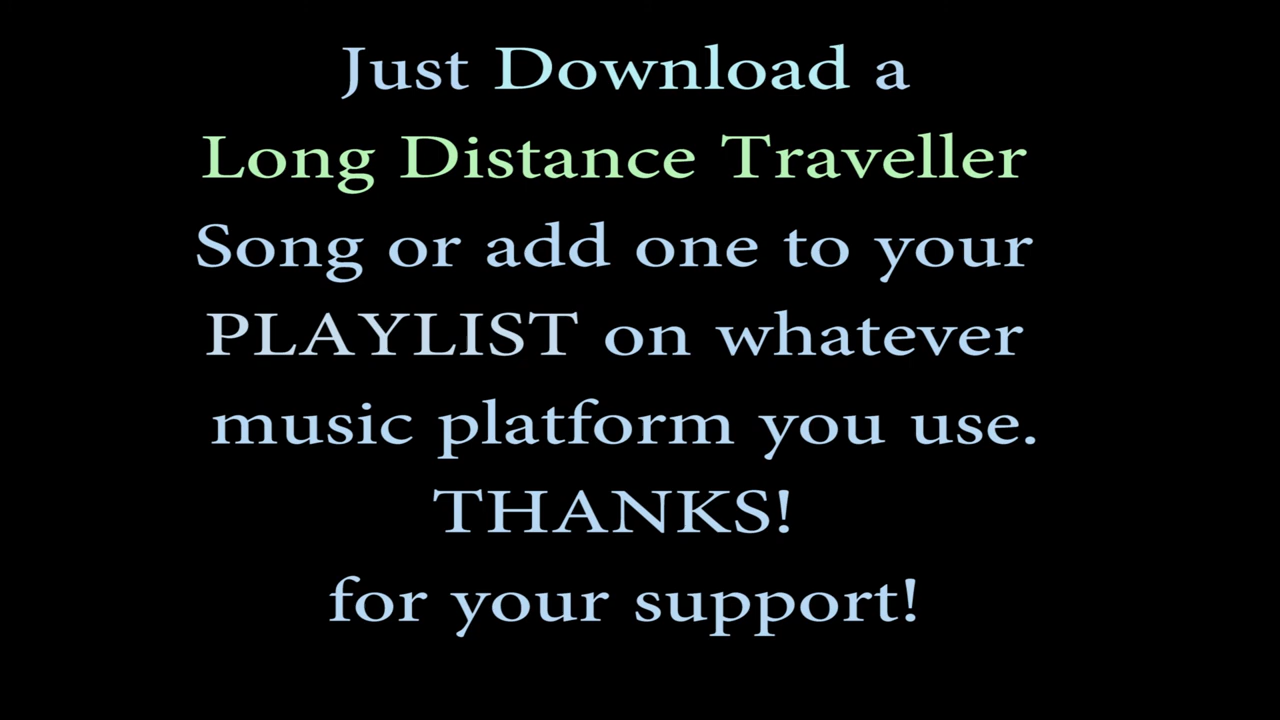 Just Download a
Long Distance Traveller
Song or add one to your
PLAYLIST on whatever
music platform you use.
THANKS!
for your support!